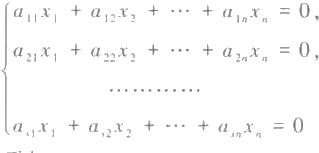 a₁₁x₁ + a₁₂x₂ + ⋯ + a₁ₙxₙ = 0,
a₂₁x₁ + a₂₂x₂ + ⋯ + a₂ₙxₙ = 0,
…………
aₛ₁x₁ + aₛ₂x₂ + ⋯ + aₛₙxₙ = 0